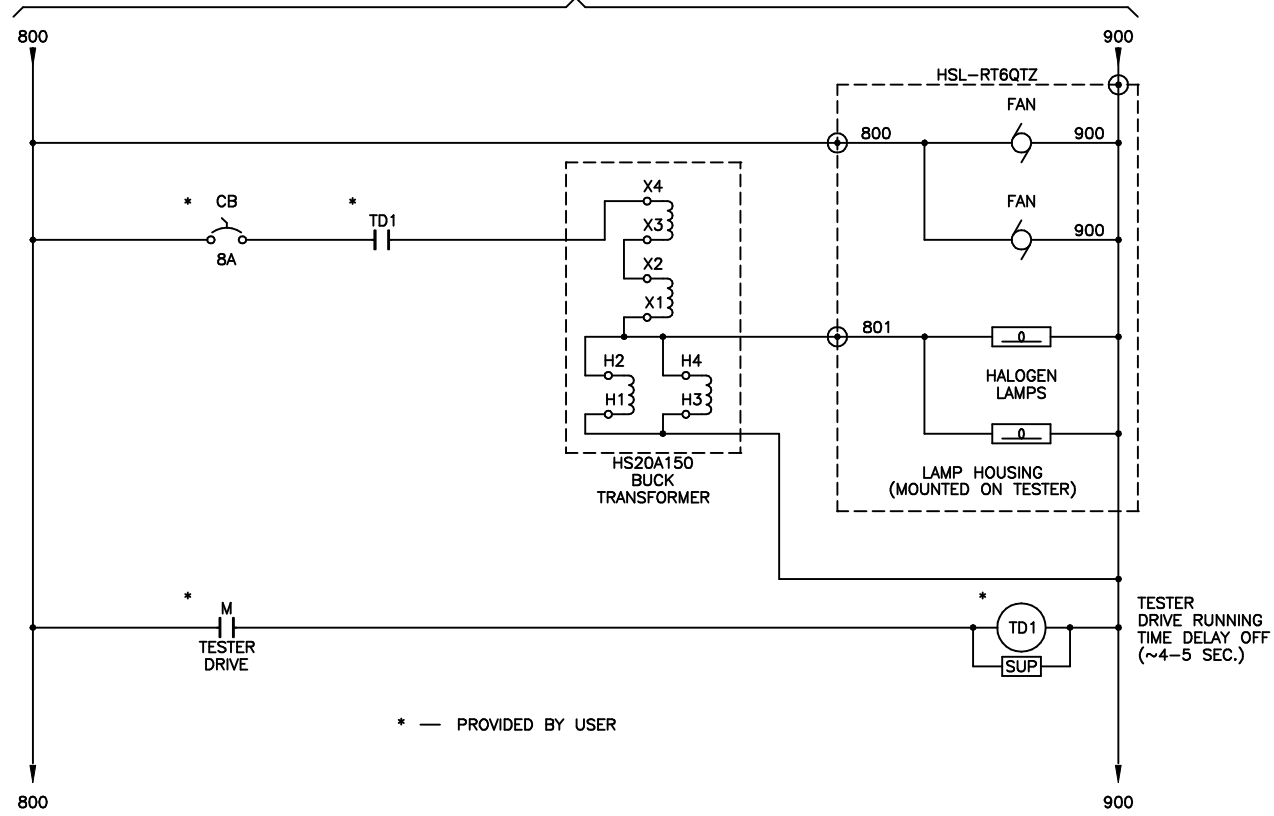 800
900
HSL-RT6QTZ
FAN
800
900
* CB
* TD1
X4
FAN
X3
900
8A
X2
X1
801
H2
H4
HALOGEN
LAMPS
H1
H3
HS20A150
BUCK
TRANSFORMER
LAMP HOUSING
(MOUNTED ON TESTER)
*
M
TESTER
DRIVE
*
TD1
SUP
TESTER
DRIVE RUNNING
TIME DELAY OFF
(~4-5 SEC.)
* — PROVIDED BY USER
800
900